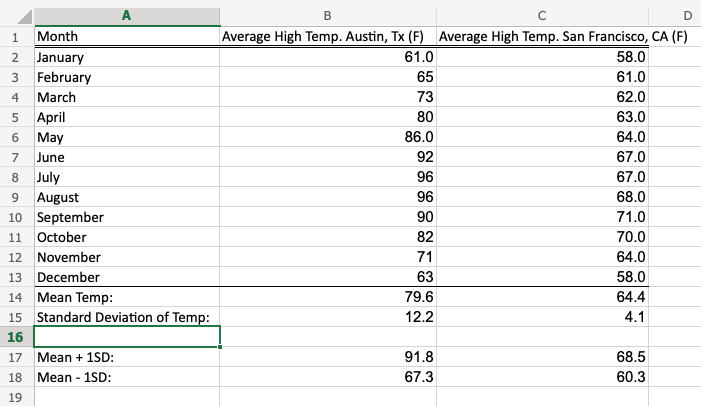 A B C D
1 Month Average High Temp. Austin, Tx (F) Average High Temp. San Francisco, CA (F)
2 January 61.0 58.0
3 February 65 61.0
4 March 73 62.0
5 April 80 63.0
6 May 86.0 64.0
7 June 92 67.0
8 July 96 67.0
9 August 96 68.0
10 September 90 71.0
11 October 82 70.0
12 November 71 64.0
13 December 63 58.0
14 Mean Temp: 79.6 64.4
15 Standard Deviation of Temp: 12.2 4.1
16
17 Mean + 1SD: 91.8 68.5
18 Mean - 1SD: 67.3 60.3
19